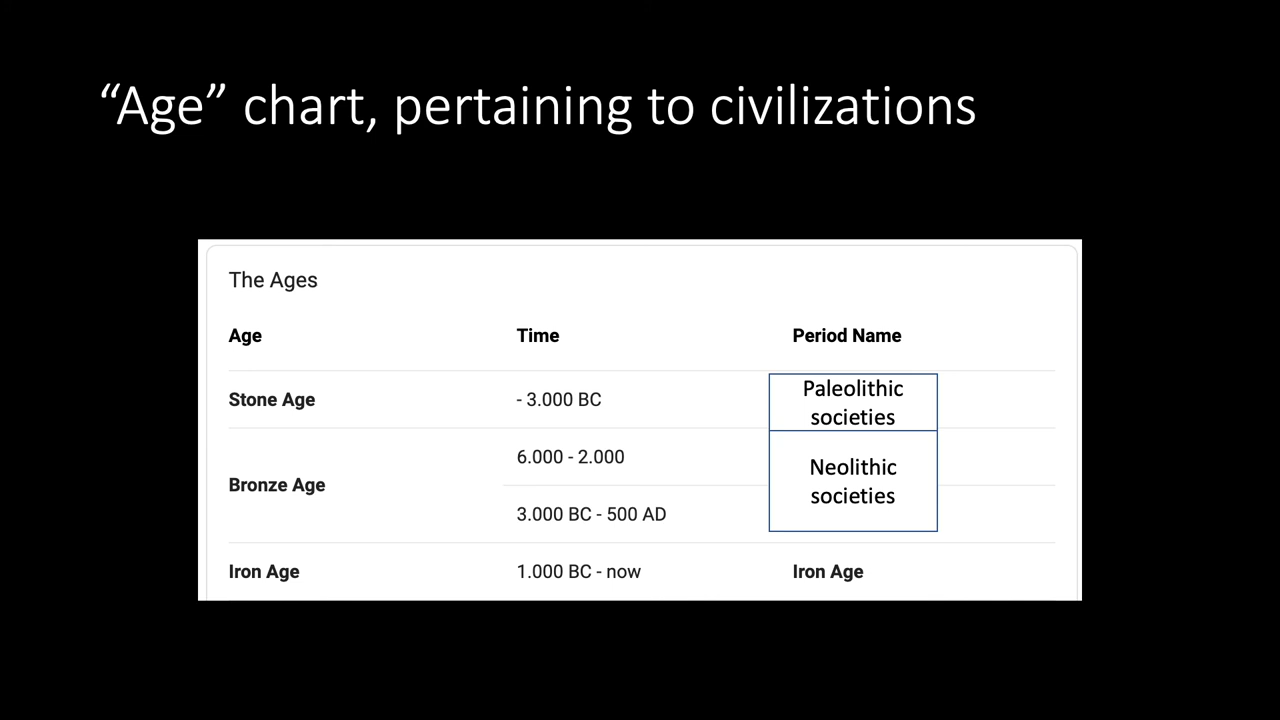 “Age” chart, pertaining to civilizations
The Ages
Age Time Period Name
Stone Age - 3.000 BC Paleolithic societies
Bronze Age 6.000 - 2.000 Neolithic societies
3.000 BC - 500 AD
Iron Age 1.000 BC - now Iron Age